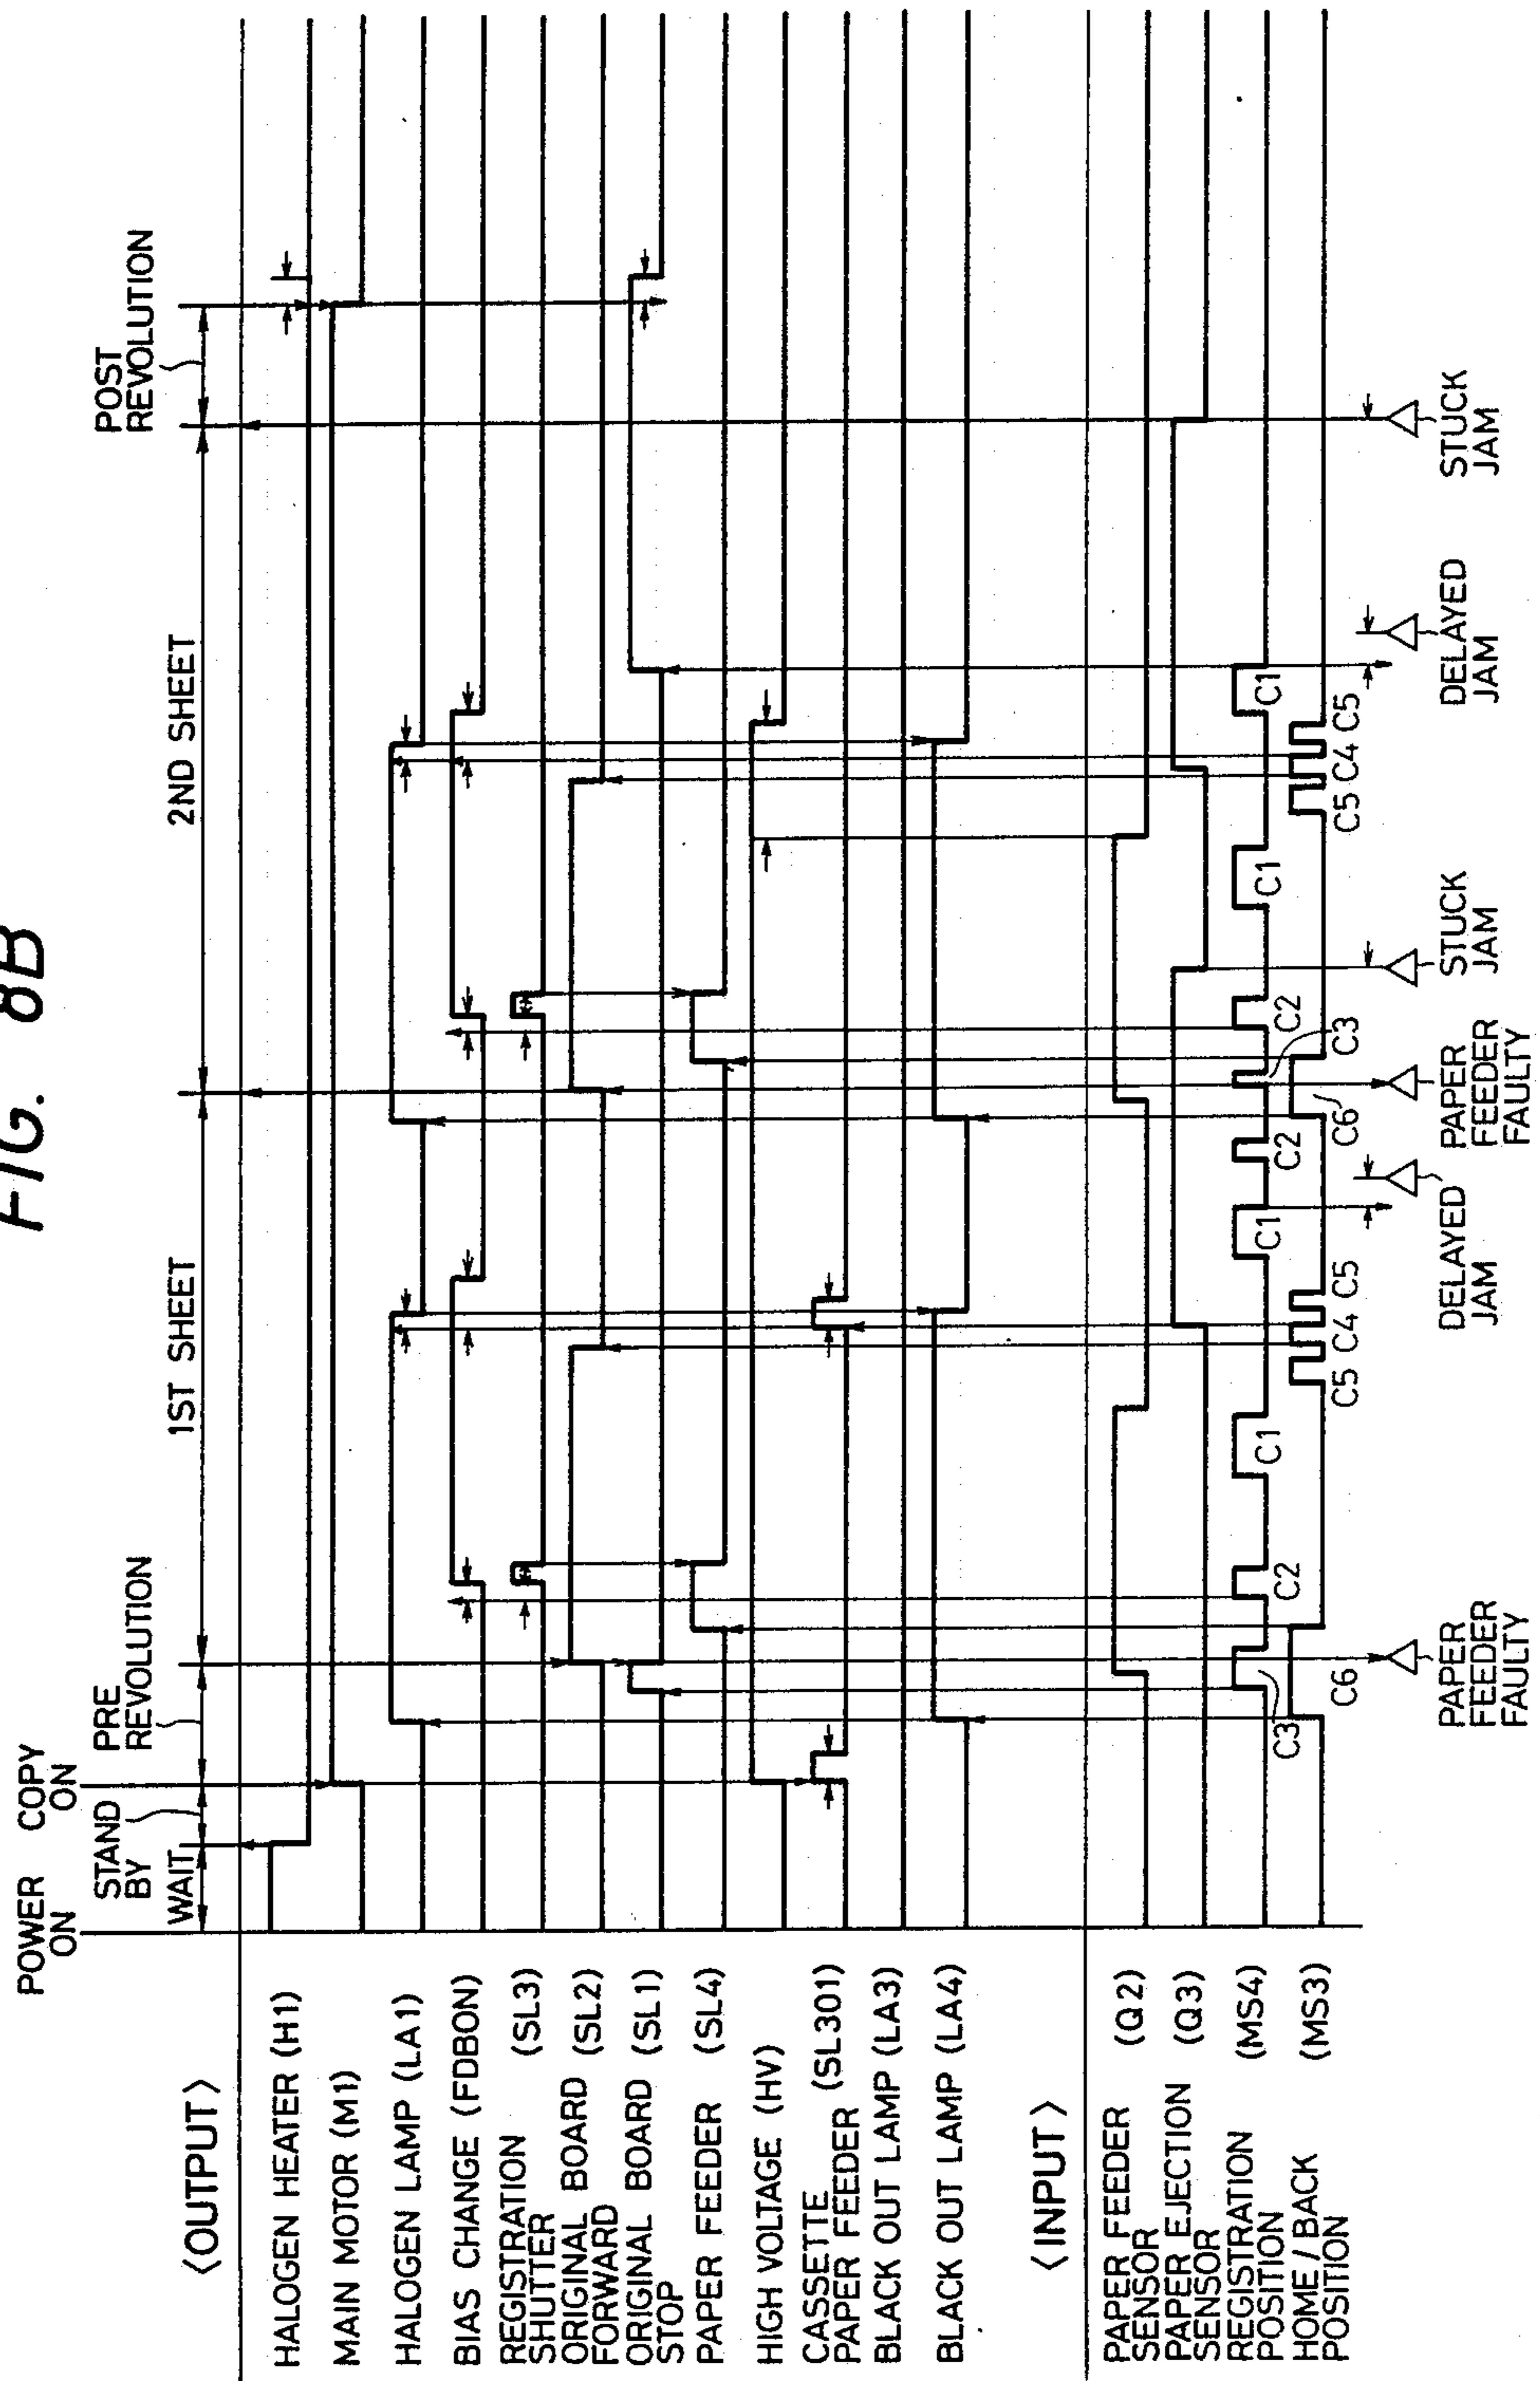 FIG. 8B
POWER
ON
COPY
ON
STAND
BY
WAIT
PRE
REVOLUTION
1ST SHEET
2ND SHEET
POST
REVOLUTION
〈OUTPUT〉
HALOGEN HEATER (H1)
MAIN MOTOR (M1)
HALOGEN LAMP (LA1)
BIAS CHANGE (FDBON)
REGISTRATION
SHUTTER (SL3)
ORIGINAL BOARD (SL2)
FORWARD
ORIGINAL BOARD (SL1)
STOP
PAPER FEEDER (SL4)
HIGH VOLTAGE (HV)
CASSETTE
PAPER FEEDER (SL301)
BLACK OUT LAMP (LA3)
BLACK OUT LAMP (LA4)
〈INPUT〉
PAPER FEEDER
SENSOR (Q2)
PAPER EJECTION
SENSOR (Q3)
REGISTRATION
POSITION (MS4)
HOME/BACK
POSITION (MS3)
C3
C2
C1
C1
C2
C3
C2
C1
C1
C6
C5
C4
C5
C6
C5
C4
C5
PAPER
FEEDER
FAULTY
DELAYED
JAM
PAPER
FEEDER
FAULTY
STUCK
JAM
DELAYED
JAM
STUCK
JAM